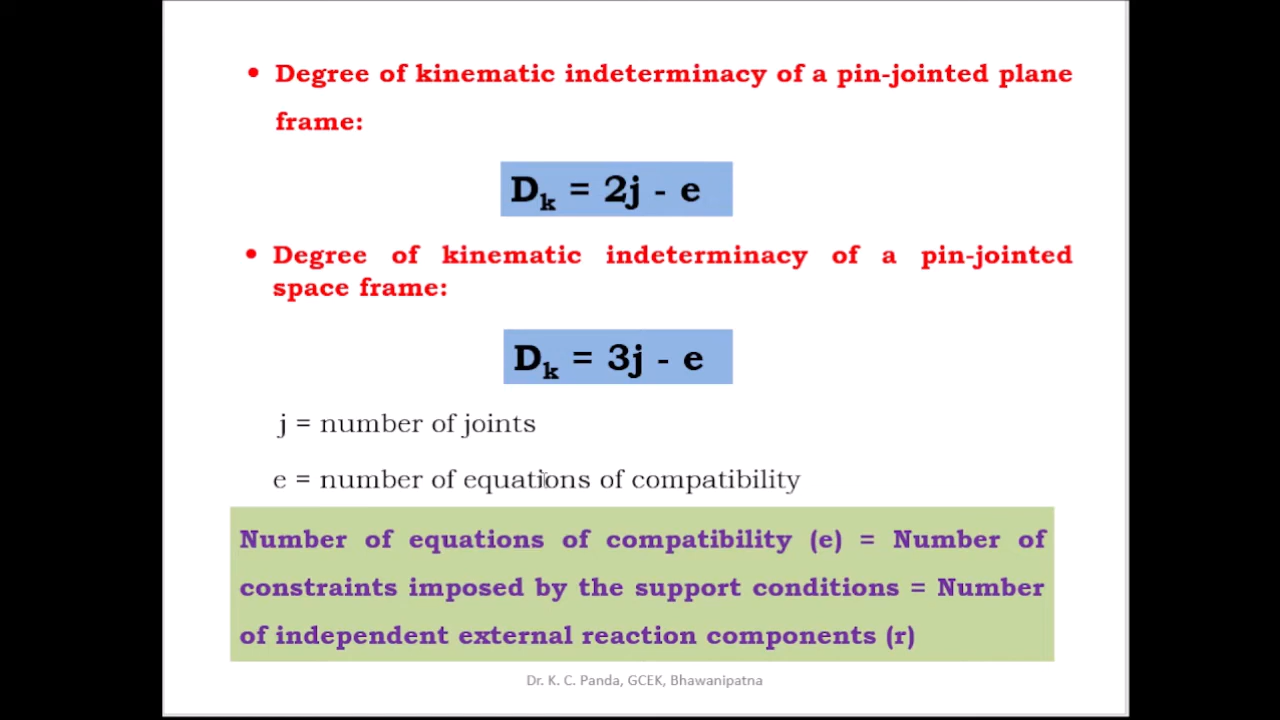 • Degree of kinematic indeterminacy of a pin-jointed plane
frame:
Dk = 2j - e
• Degree of kinematic indeterminacy of a pin-jointed
space frame:
Dk = 3j - e
j = number of joints
e = number of equations of compatibility
Number of equations of compatibility (e) = Number of
constraints imposed by the support conditions = Number
of independent external reaction components (r)
Dr. K. C. Panda, GCEK, Bhawanipatna